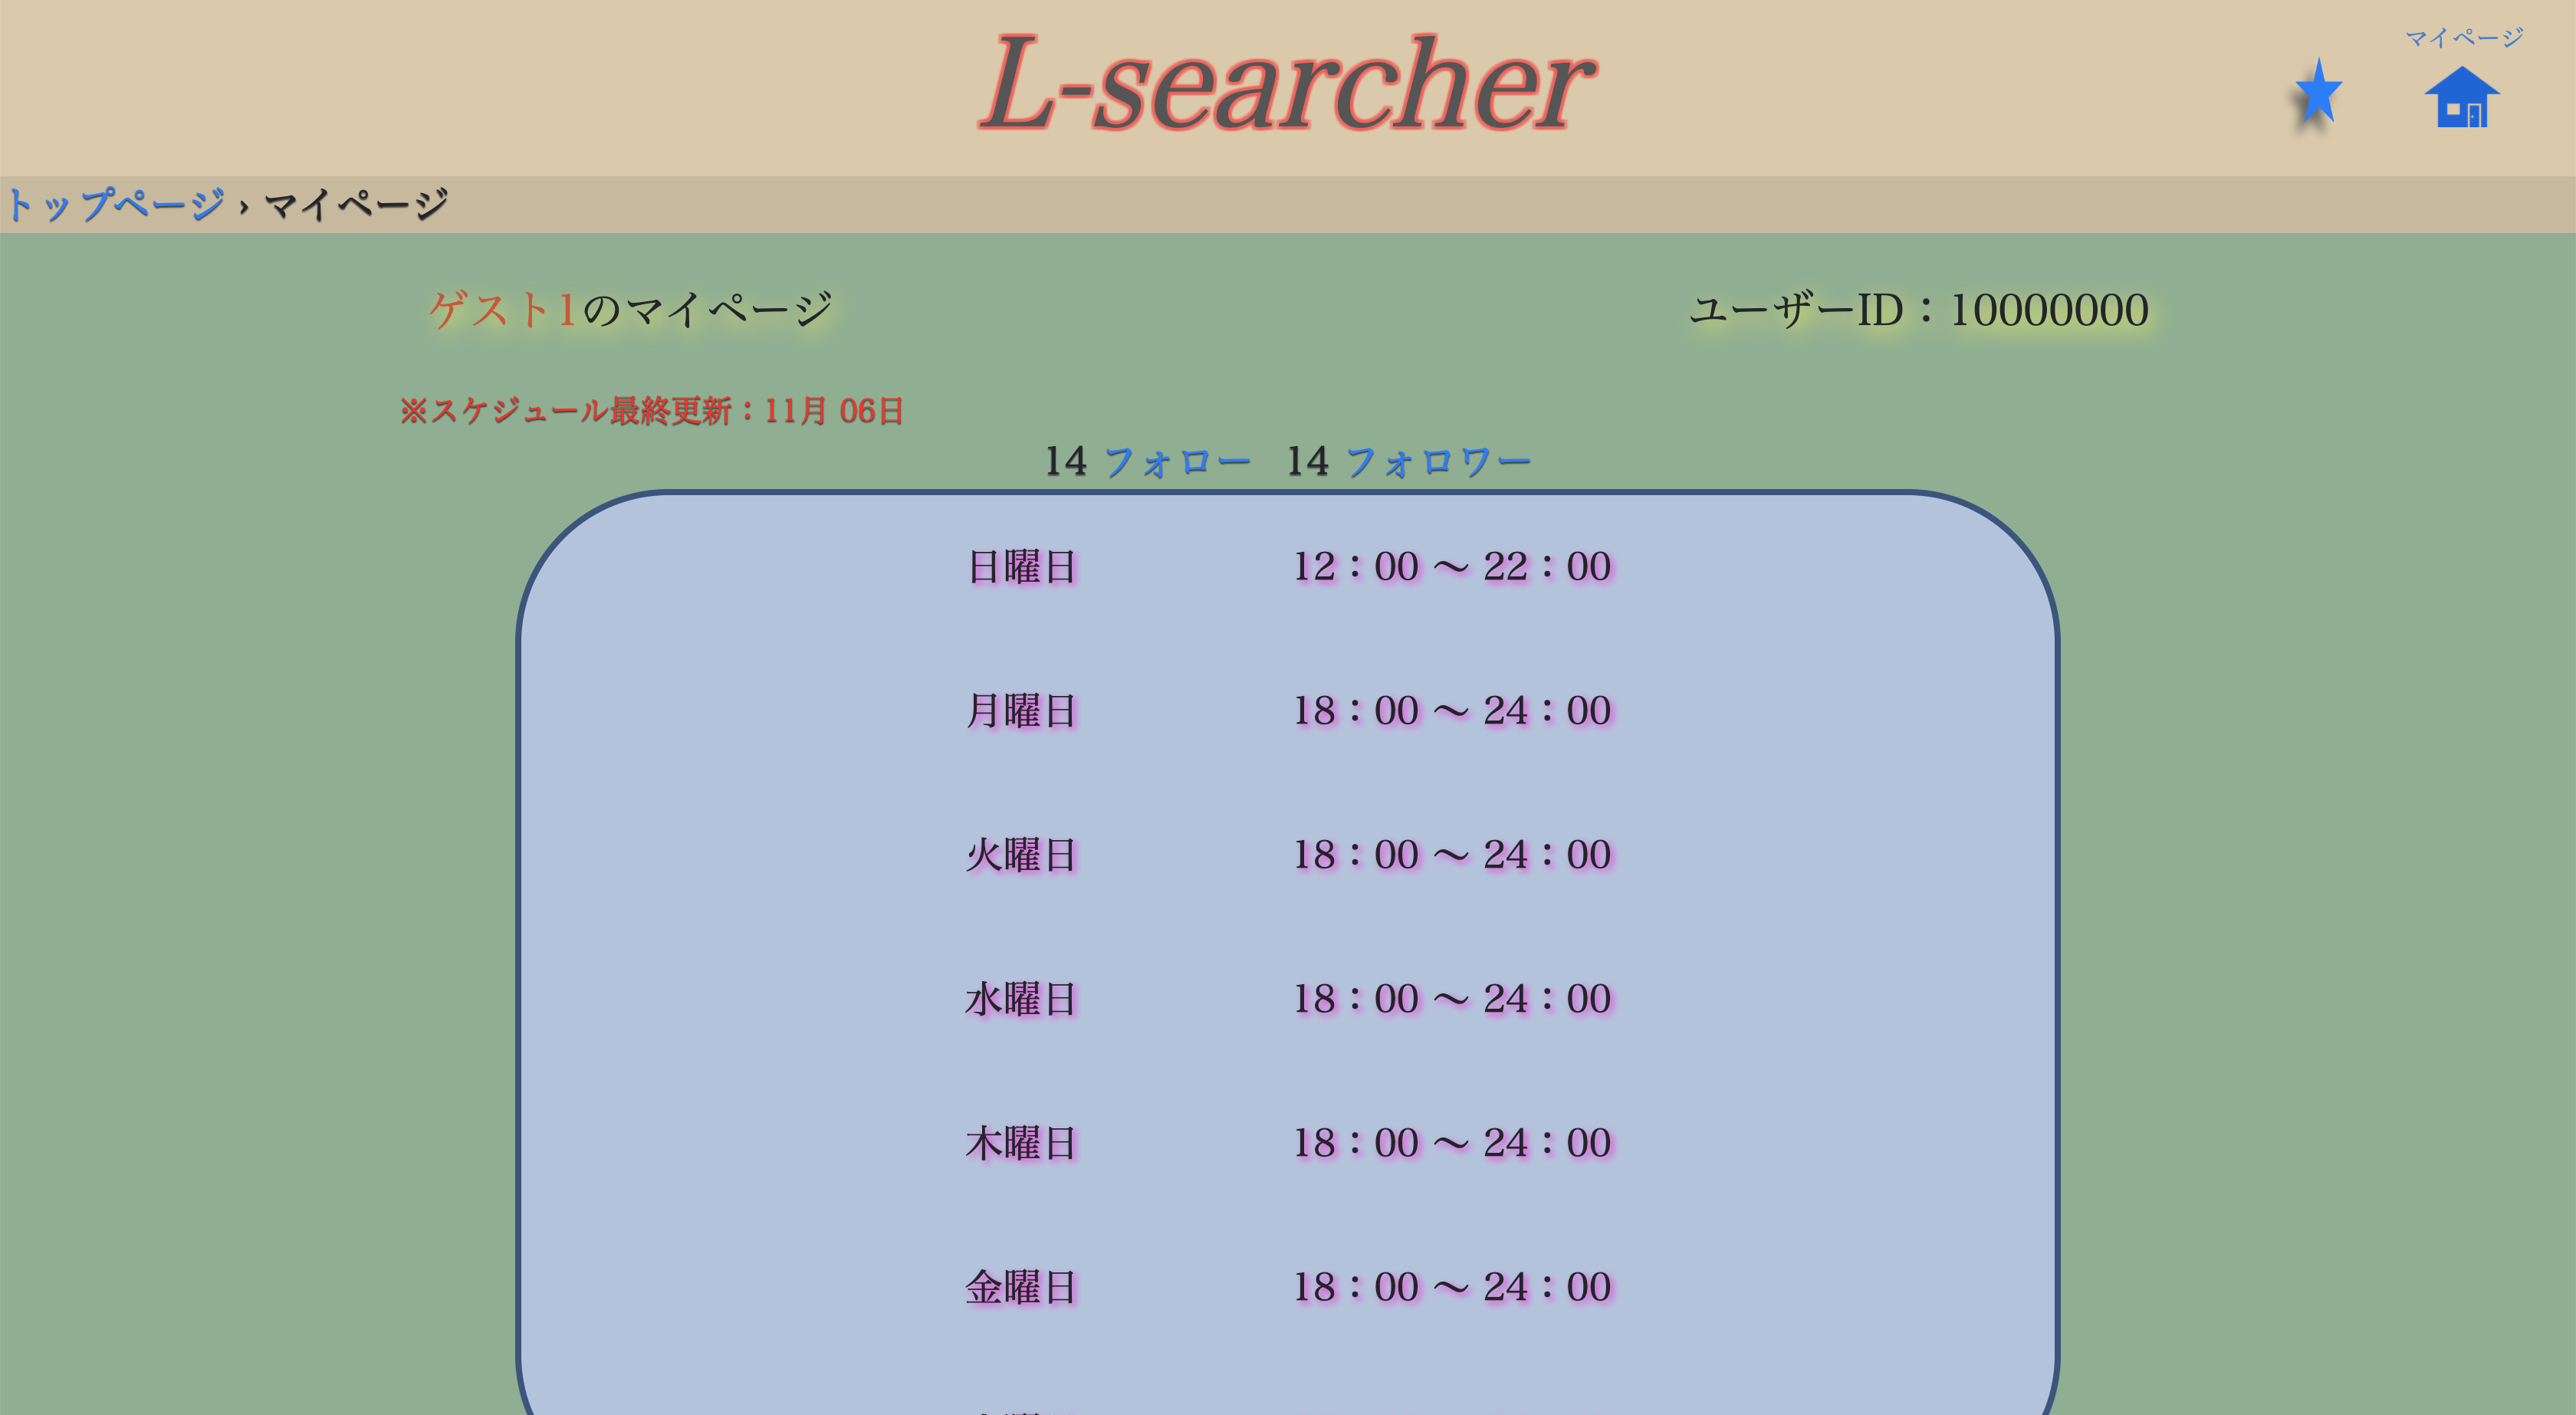 L-searcher
マイページ
トップページ › マイページ
ゲスト1のマイページ
ユーザーID：10000000
※スケジュール最終更新：11月 06日
14 フォロー 14 フォロワー
日曜日 12：00 〜 22：00
月曜日 18：00 〜 24：00
火曜日 18：00 〜 24：00
水曜日 18：00 〜 24：00
木曜日 18：00 〜 24：00
金曜日 18：00 〜 24：00